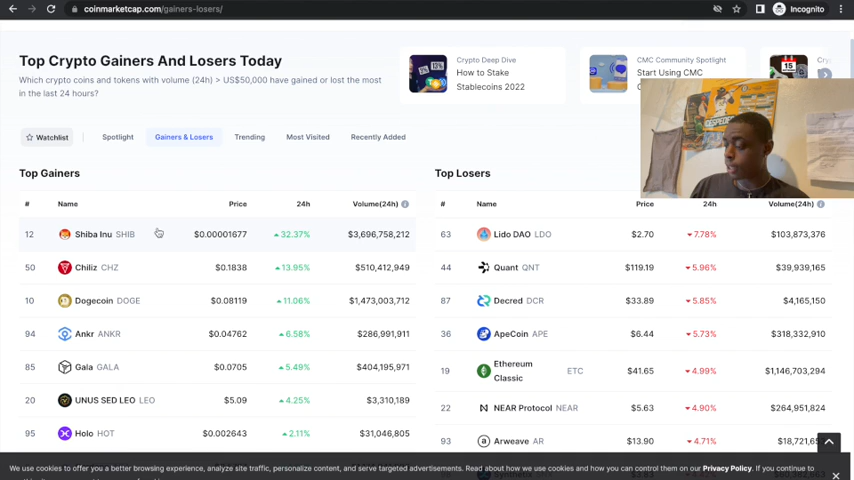 coinmarketcap.com/gainers-losers/
Incognito
Top Crypto Gainers And Losers Today
Which crypto coins and tokens with volume (24h) > US$50,000 have gained or lost the most
in the last 24 hours?
Crypto Deep Dive
How to Stake
Stablecoins 2022
CMC Community Spotlight
Start Using CMC
15
Watchlist
Spotlight
Gainers & Losers
Trending
Most Visited
Recently Added
Top Gainers
# Name Price 24h Volume(24h)
12 Shiba Inu SHIB $0.00001677 32.37% $3,696,758,212
50 Chiliz CHZ $0.1838 13.95% $510,412,949
10 Dogecoin DOGE $0.08119 11.06% $1,473,003,712
94 Ankr ANKR $0.04762 6.58% $286,991,911
85 Gala GALA $0.0705 5.49% $404,195,971
20 UNUS SED LEO LEO $5.09 4.25% $3,310,189
95 Holo HOT $0.002643 2.11% $31,046,805
Top Losers
# Name Price 24h Volume(24h)
63 Lido DAO LDO $2.70 7.78% $103,873,376
44 Quant QNT $119.19 5.96% $39,939,165
87 Decred DCR $33.89 5.85% $4,165,150
36 ApeCoin APE $6.44 5.73% $318,332,910
19 Ethereum Classic ETC $41.65 4.99% $1,146,703,294
22 NEAR Protocol NEAR $5.63 4.90% $264,951,824
93 Arweave AR $13.90 4.71%
We use cookies to offer you a better browsing experience, analyze site traffic, personalize content, and serve targeted advertisements. Read about how we use cookies and how you can control them on our Privacy Policy. If you continue to